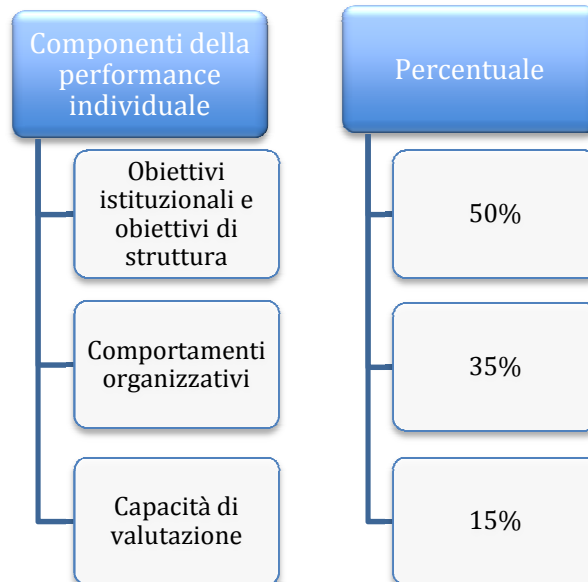 Componenti della
performance
individuale
Percentuale
Obiettivi
istituzionali e
obiettivi di
struttura
50%
Comportamenti
organizzativi
35%
Capacità di
valutazione
15%